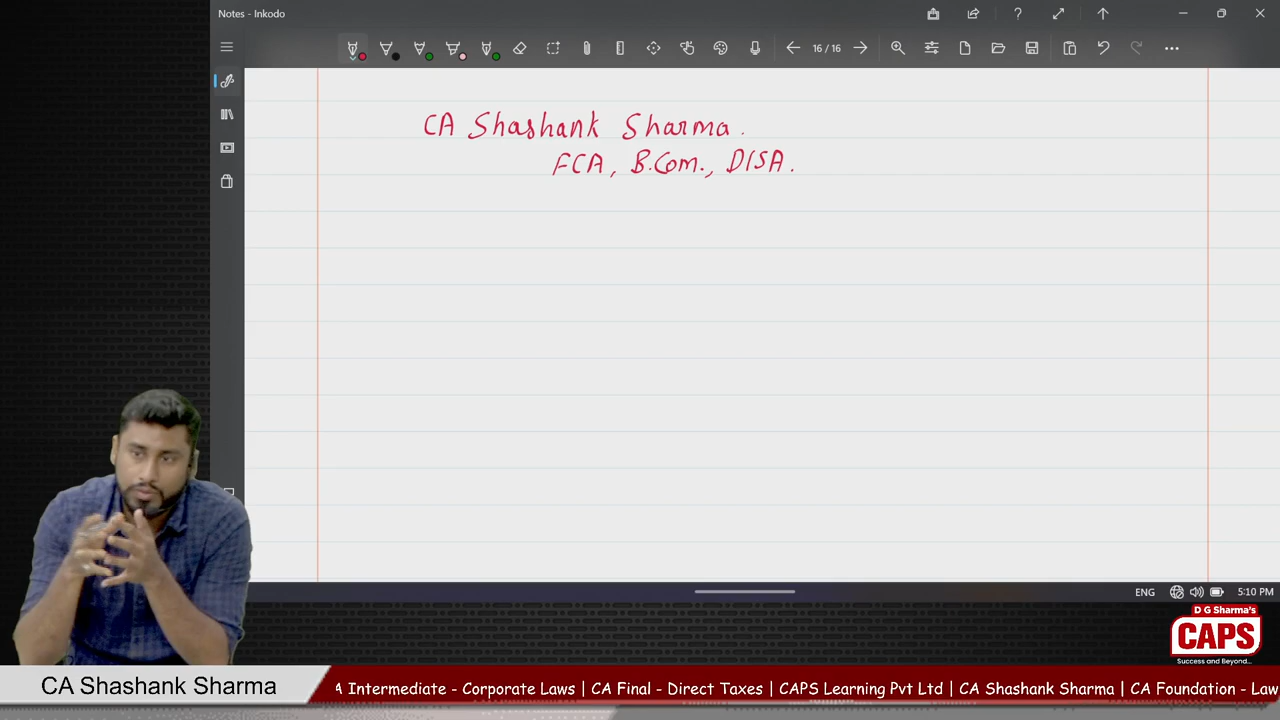 Notes - Inkodo
16 / 16
CA Shashank Sharma.
FCA, B.Com., DISA.
ENG
5:10 PM
D G Sharma's
CAPS
Success and Beyond...
CA Shashank Sharma
A Intermediate - Corporate Laws | CA Final - Direct Taxes | CAPS Learning Pvt Ltd | CA Shashank Sharma | CA Foundation - Law